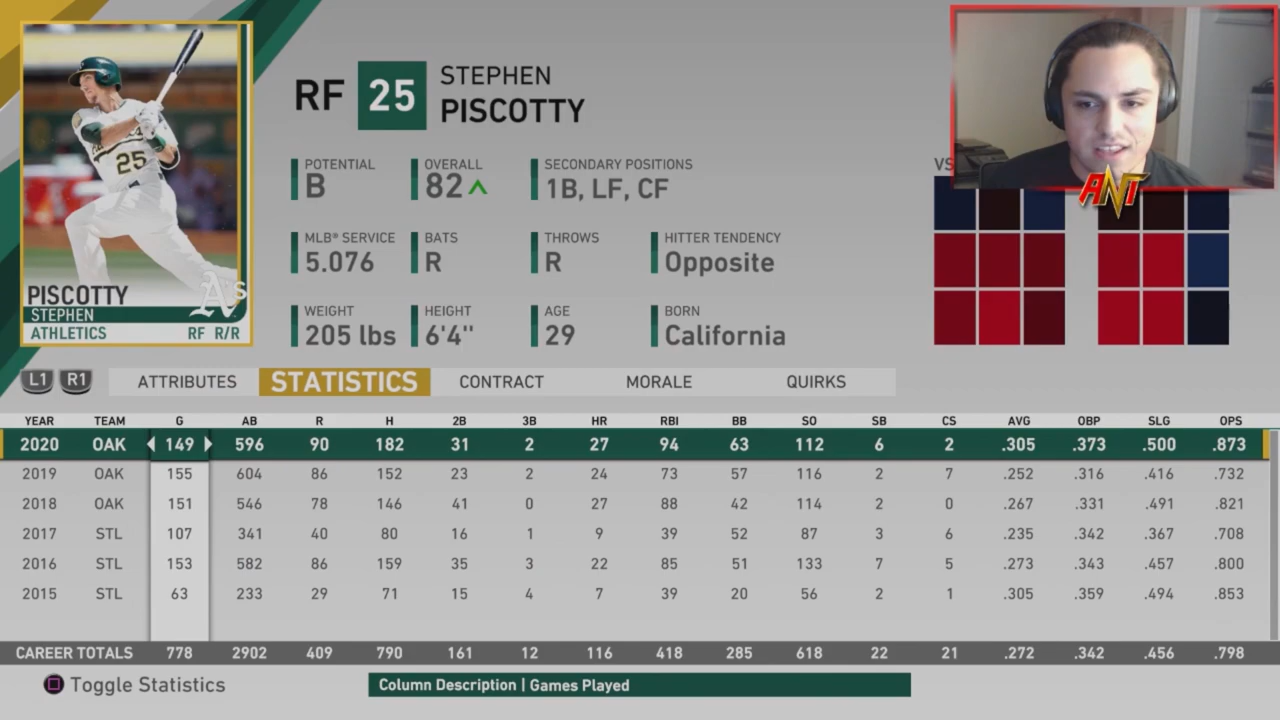 RF 25 STEPHEN
PISCOTTY
POTENTIAL OVERALL SECONDARY POSITIONS
B 82 1B, LF, CF
MLB® SERVICE BATS THROWS HITTER TENDENCY
5.076 R R Opposite
WEIGHT HEIGHT AGE BORN
205 lbs 6'4" 29 California
25
PISCOTTY
A's
STEPHEN
ATHLETICS RF R/R
VS
ANT
L1 R1 ATTRIBUTES STATISTICS CONTRACT MORALE QUIRKS
YEAR TEAM G AB R H 2B 3B HR RBI BB SO SB CS AVG OBP SLG OPS
2020 OAK 149 596 90 182 31 2 27 94 63 112 6 2 .305 .373 .500 .873
2019 OAK 155 604 86 152 23 2 24 73 57 116 2 7 .252 .316 .416 .732
2018 OAK 151 546 78 146 41 0 27 88 42 114 2 0 .267 .331 .491 .821
2017 STL 107 341 40 80 16 1 9 39 52 87 3 6 .235 .342 .367 .708
2016 STL 153 582 86 159 35 3 22 85 51 133 7 5 .273 .343 .457 .800
2015 STL 63 233 29 71 15 4 7 39 20 56 2 1 .305 .359 .494 .853
CAREER TOTALS 778 2902 409 790 161 12 116 418 285 618 22 21 .272 .342 .456 .798
Toggle Statistics
Column Description | Games Played